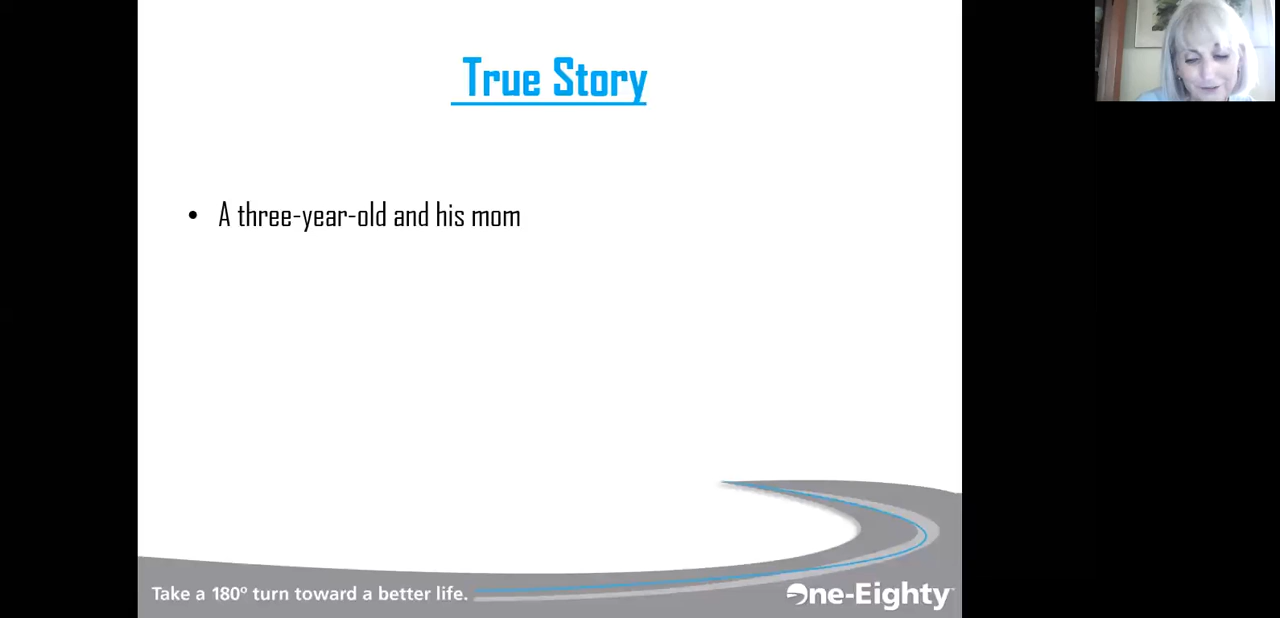 True Story
• A three-year-old and his mom
Take a 180° turn toward a better life.
One-Eighty